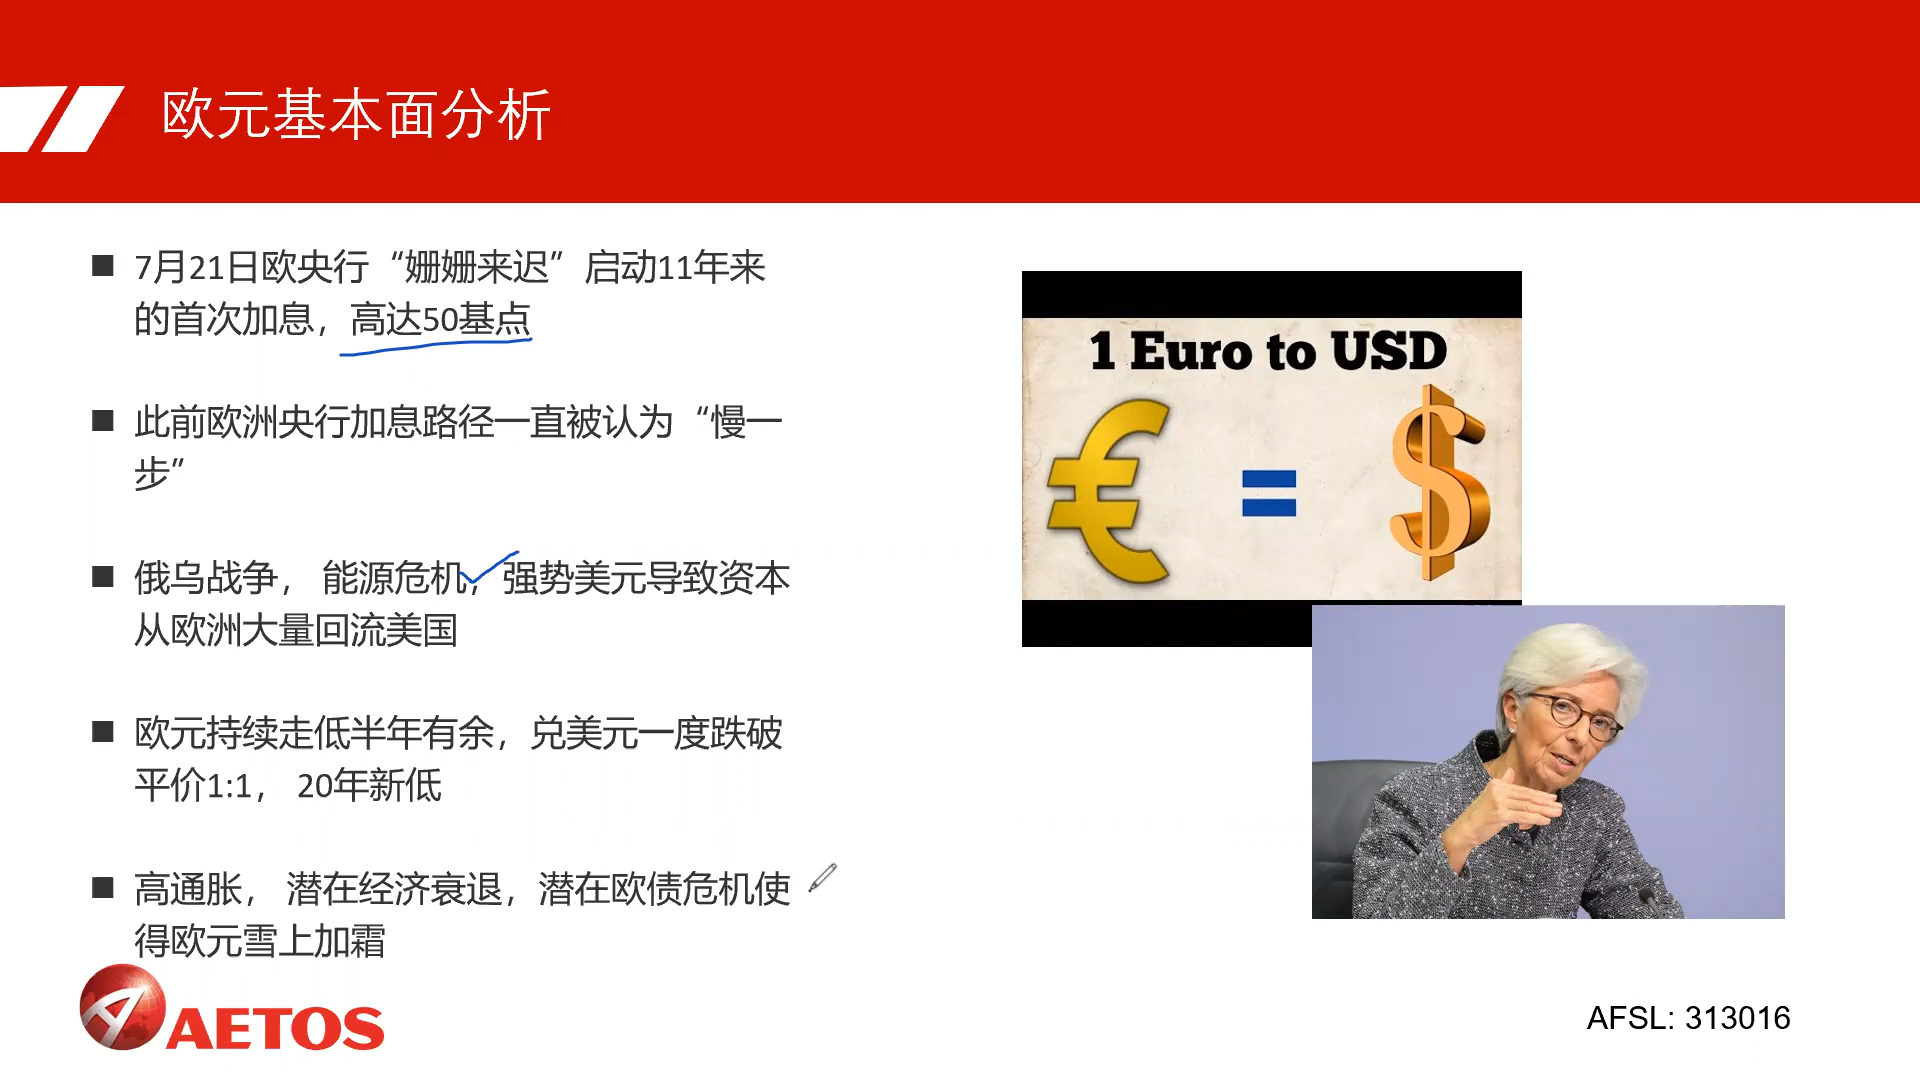 欧元基本面分析
7月21日欧央行“姗姗来迟”启动11年来
的首次加息，高达50基点
此前欧洲央行加息路径一直被认为“慢一
步”
俄乌战争， 能源危机，强势美元导致资本
从欧洲大量回流美国
欧元持续走低半年有余，兑美元一度跌破
平价1:1， 20年新低
高通胀， 潜在经济衰退，潜在欧债危机使
得欧元雪上加霜
1 Euro to USD
€ = $
AETOS
AFSL: 313016